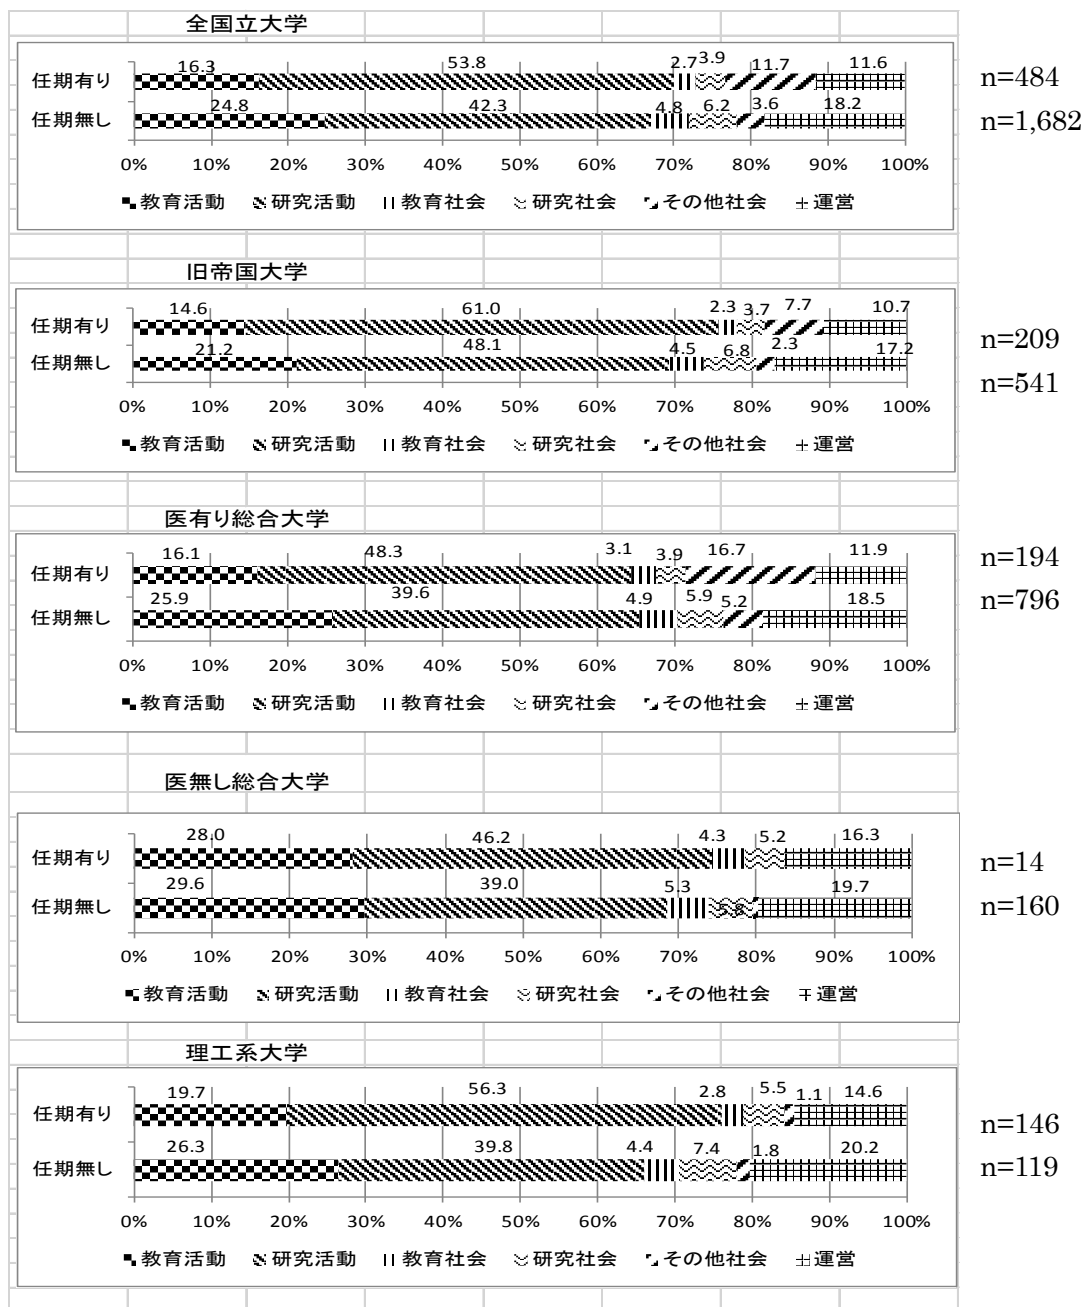 全国立大学
16.3 53.8 2.7 3.9 11.7 11.6
任期有り n=484
24.8 42.3 4.8 6.2 3.6 18.2
任期無し n=1,682
0% 10% 20% 30% 40% 50% 60% 70% 80% 90% 100%
教育活動 研究活動 教育社会 研究社会 その他社会 運営
旧帝国大学
14.6 61.0 2.3 3.7 7.7 10.7
任期有り n=209
21.2 48.1 4.5 6.8 2.3 17.2
任期無し n=541
0% 10% 20% 30% 40% 50% 60% 70% 80% 90% 100%
教育活動 研究活動 教育社会 研究社会 その他社会 運営
医有り総合大学
16.1 48.3 3.1 3.9 16.7 11.9
任期有り n=194
25.9 39.6 4.9 5.9 5.2 18.5
任期無し n=796
0% 10% 20% 30% 40% 50% 60% 70% 80% 90% 100%
教育活動 研究活動 教育社会 研究社会 その他社会 運営
医無し総合大学
28.0 46.2 4.3 5.2 16.3
任期有り n=14
29.6 39.0 5.3 19.7
任期無し n=160
0% 10% 20% 30% 40% 50% 60% 70% 80% 90% 100%
教育活動 研究活動 教育社会 研究社会 その他社会 運営
理工系大学
19.7 56.3 2.8 5.5 1.1 14.6
任期有り n=146
26.3 39.8 4.4 7.4 1.8 20.2
任期無し n=119
0% 10% 20% 30% 40% 50% 60% 70% 80% 90% 100%
教育活動 研究活動 教育社会 研究社会 その他社会 運営